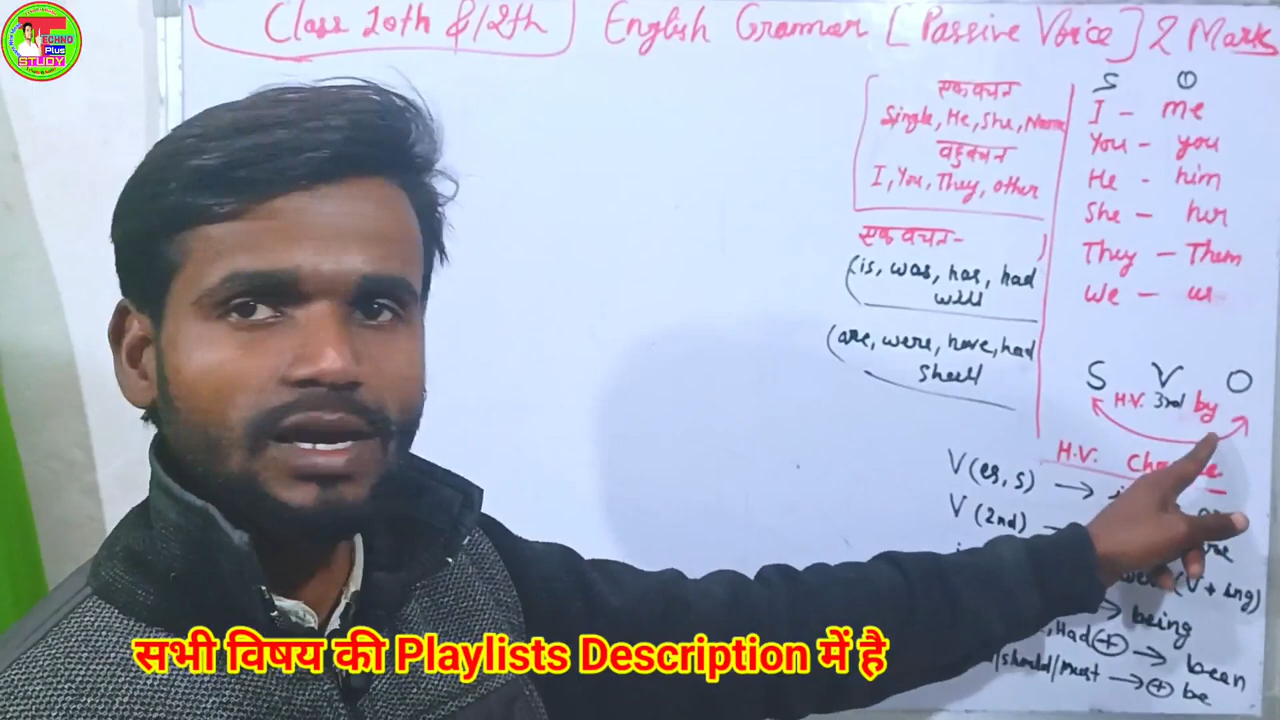 TECHNO
Plus
STUDY
Class 10th & 12th English Grammar [Passive Voice] 2 Marks
एकवचन
Single, He, She, Name
बहुवचन
I, You, They, other
एकवचन-
(is, was, has, had
will
(are, were, have, had
shall
S O
I - me
You - you
He - him
She - her
They - Them
We - us
S V O
H.V. 3rd by
H.V.
V (es, s) →
V (2nd)
(V + ing)
→ being
Had (+) → been
/should/Must → (+) be
सभी विषय की Playlists Description में है